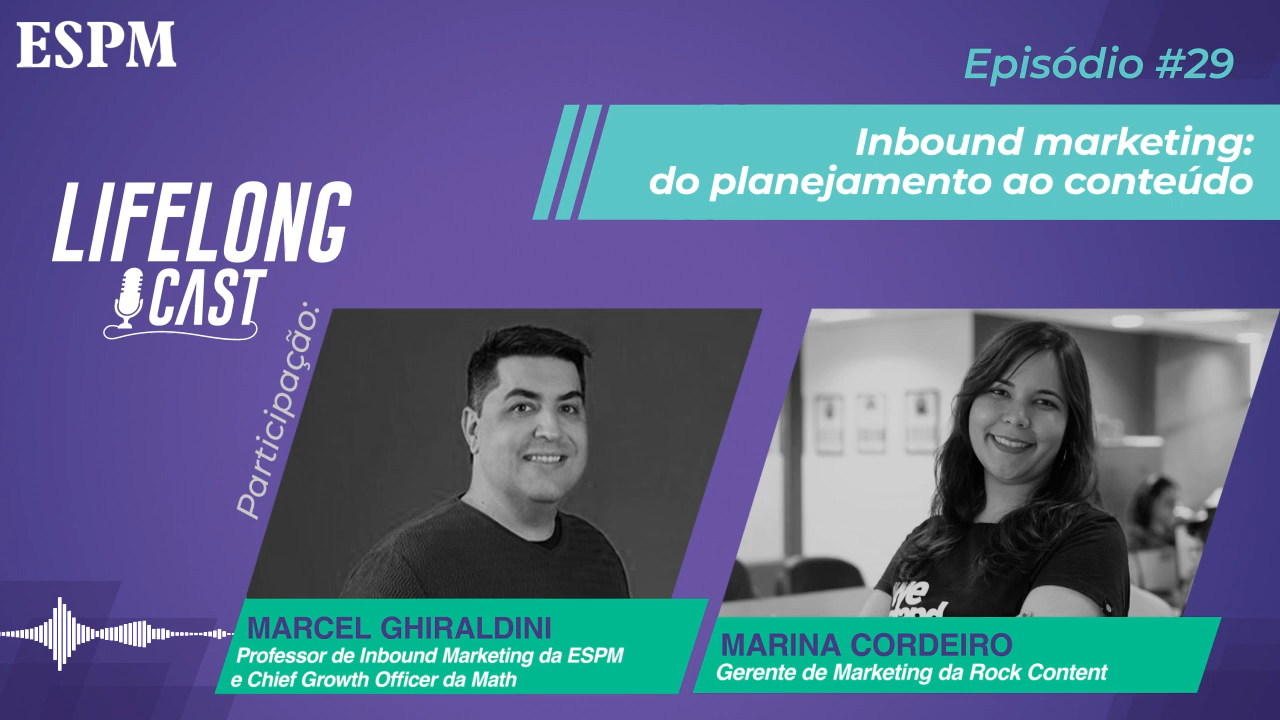 ESPM
Episódio #29
Inbound marketing:
do planejamento ao conteúdo
LIFELONG
CAST
Participação:
MARCEL GHIRALDINI
Professor de Inbound Marketing da ESPM
e Chief Growth Officer da Math
MARINA CORDEIRO
Gerente de Marketing da Rock Content